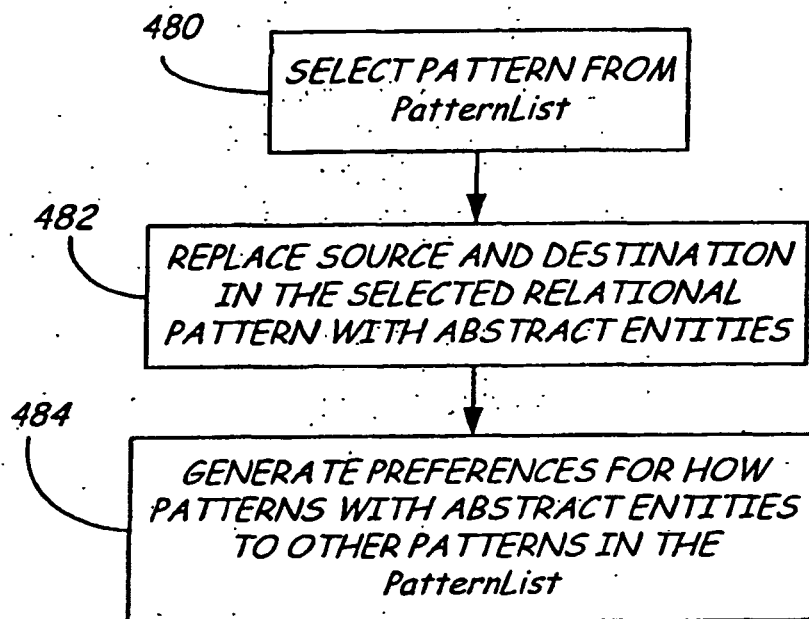 480
SELECT PATTERN FROM
PatternList
482
REPLACE SOURCE AND DESTINATION
IN THE SELECTED RELATIONAL
PATTERN WITH ABSTRACT ENTITIES
484
GENERATE PREFERENCES FOR HOW
PATTERNS WITH ABSTRACT ENTITIES
TO OTHER PATTERNS IN THE
PatternList